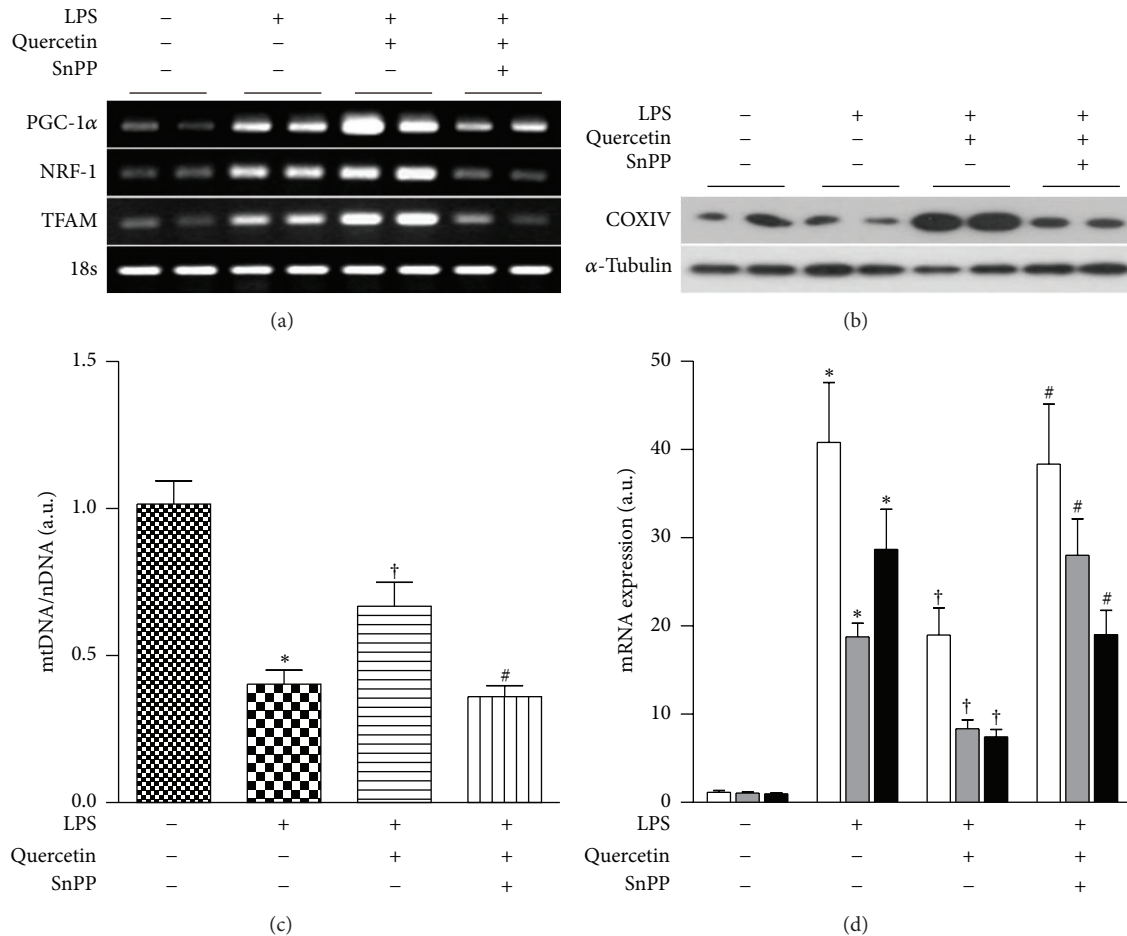 LPS − + + +
Quercetin − − + +
SnPP − − − +
PGC-1α
NRF-1
TFAM
18s
(a)
LPS − + + +
Quercetin − − + +
SnPP − − − +
COXIV
α-Tubulin
(b)
1.5
1.0
0.5
0.0
mtDNA/nDNA (a.u.)
* † #
LPS − + + +
Quercetin − − + +
SnPP − − − +
(c)
50
40
30
20
10
0
mRNA expression (a.u.)
* * * † † † # # #
LPS − + + +
Quercetin − − + +
SnPP − − − +
(d)